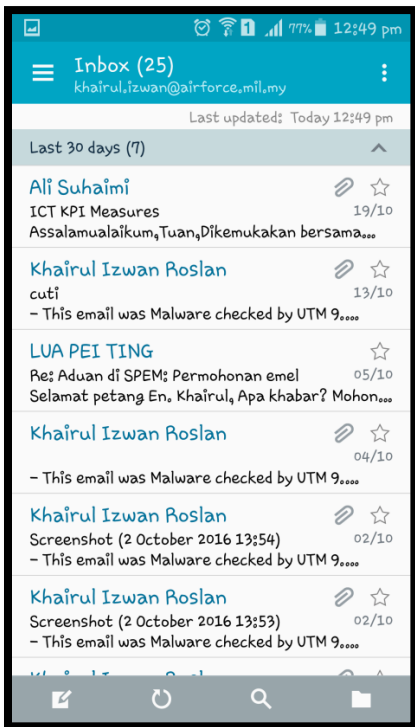 1 77% 12:49 pm
Inbox (25)
khairul.izwan@airforce.mil.my
Last updated: Today 12:49 pm
Last 30 days (7)
Ali Suhaimi
ICT KPI Measures 19/10
Assalamualaikum,Tuan,Dikemukakan bersama...
Khairul Izwan Roslan
cuti 13/10
– This email was Malware checked by UTM 9....
LUA PEI TING
Re: Aduan di SPEM: Permohonan emel 05/10
Selamat petang En. Khairul, Apa khabar? Mohon...
Khairul Izwan Roslan
04/10
– This email was Malware checked by UTM 9....
Khairul Izwan Roslan
Screenshot (2 October 2016 13:54) 02/10
– This email was Malware checked by UTM 9....
Khairul Izwan Roslan
Screenshot (2 October 2016 13:53) 02/10
– This email was Malware checked by UTM 9....